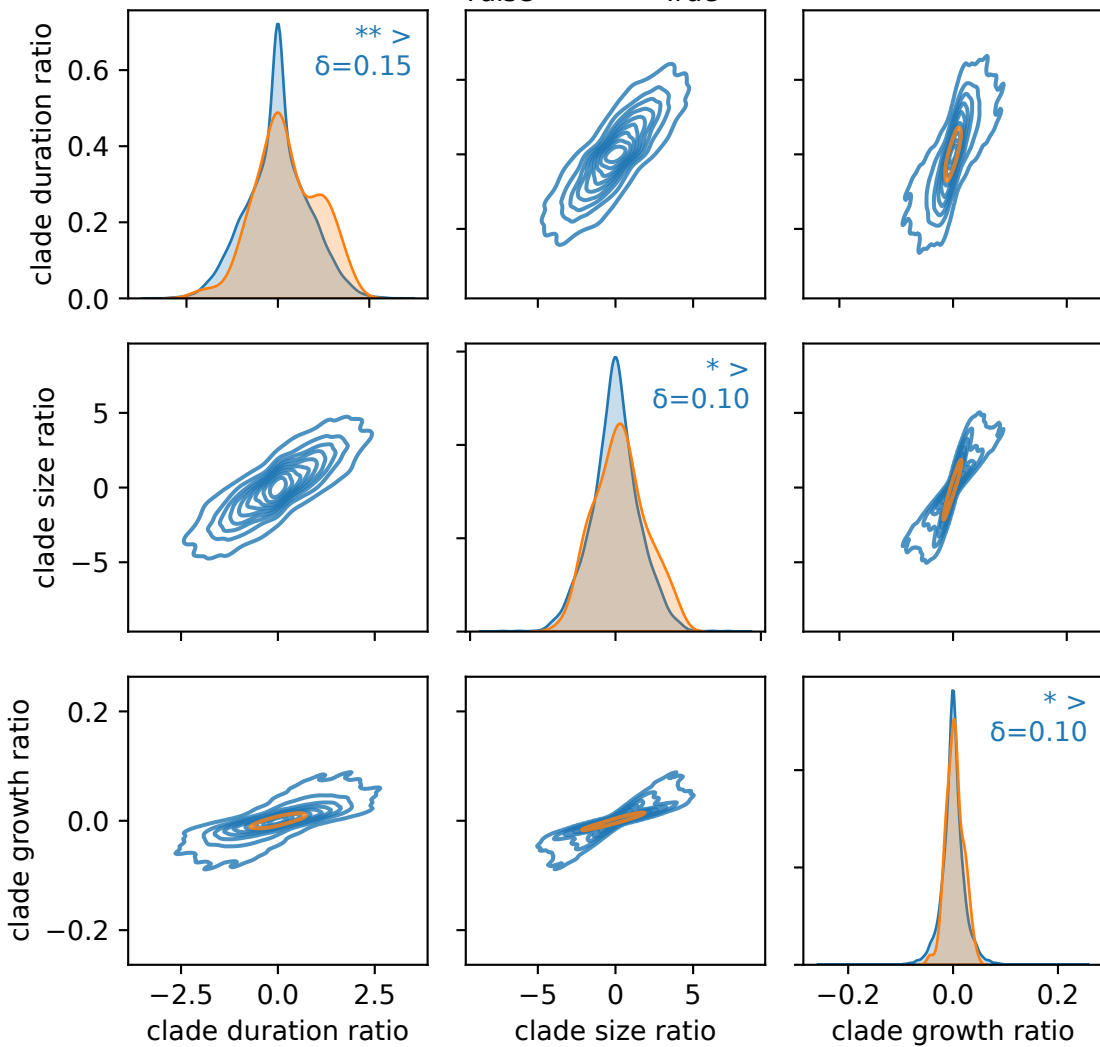 clade duration ratio
0.6
0.4
0.2
0.0
** >
δ=0.15
clade size ratio
5
0
−5
* >
δ=0.10
clade growth ratio
0.2
0.0
−0.2
* >
δ=0.10
−2.5 0.0 2.5
−5 0 5
−0.2 0.0 0.2
clade duration ratio
clade size ratio
clade growth ratio